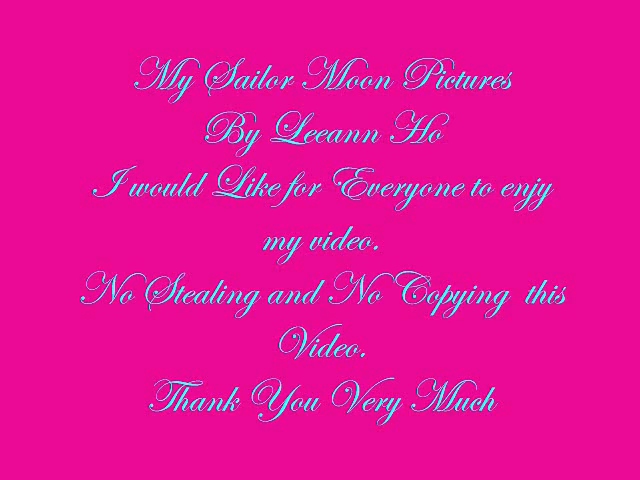 My Sailor Moon Pictures
By Leeann Ho
I would Like for Everyone to enjy
my video.
No Stealing and No Copying this
Video.
Thank You Very Much